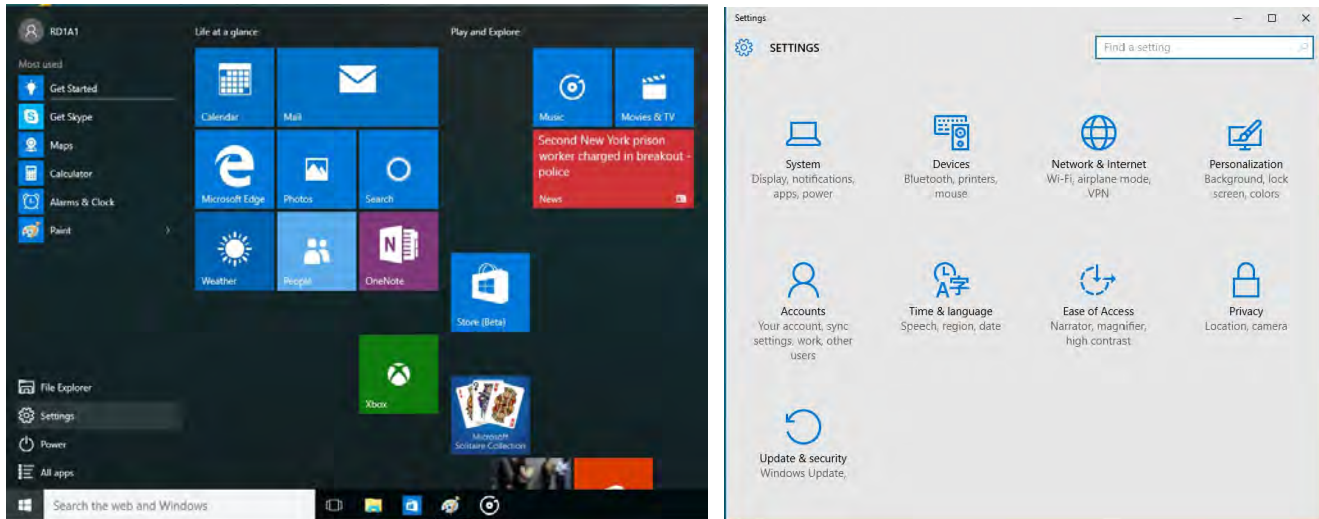 RD1A1
Most used
Get Started
Get Skype
Maps
Calculator
Alarms & Clock
Paint
File Explorer
Settings
Power
All apps
Search the web and Windows
Life at a glance
Calendar
Mail
Microsoft Edge
Photos
Search
Weather
People
OneNote
Xbox
Play and Explore
Music
Movies & TV
Second New York prison
worker charged in breakout -
police
News
Store (Beta)
Microsoft
Solitaire Collection
Settings
SETTINGS
Find a setting
System
Display, notifications,
apps, power
Devices
Bluetooth, printers,
mouse
Network & Internet
Wi-Fi, airplane mode,
VPN
Personalization
Background, lock
screen, colors
Accounts
Your account, sync
settings, work, other
users
Time & language
Speech, region, date
Ease of Access
Narrator, magnifier,
high contrast
Privacy
Location, camera
Update & security
Windows Update,